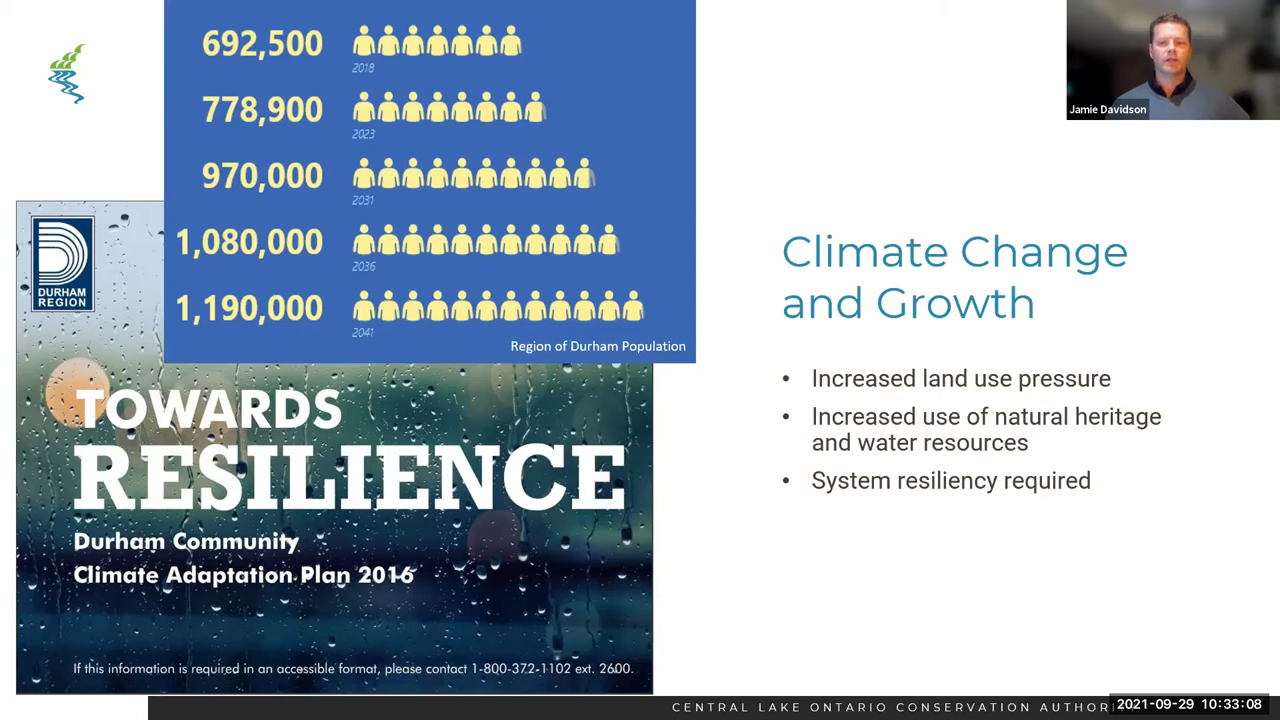 692,500
2018
778,900
2023
970,000
2031
1,080,000
2036
1,190,000
2041
Region of Durham Population
DURHAM
REGION
TOWARDS
RESILIENCE
Durham Community
Climate Adaptation Plan 2016
If this information is required in an accessible format, please contact 1-800-372-1102 ext. 2600.
Jamie Davidson
Climate Change
and Growth
• Increased land use pressure
• Increased use of natural heritage
and water resources
• System resiliency required
CENTRAL LAKE ONTARIO CONSERVATION
2021-09-29 10:33:08